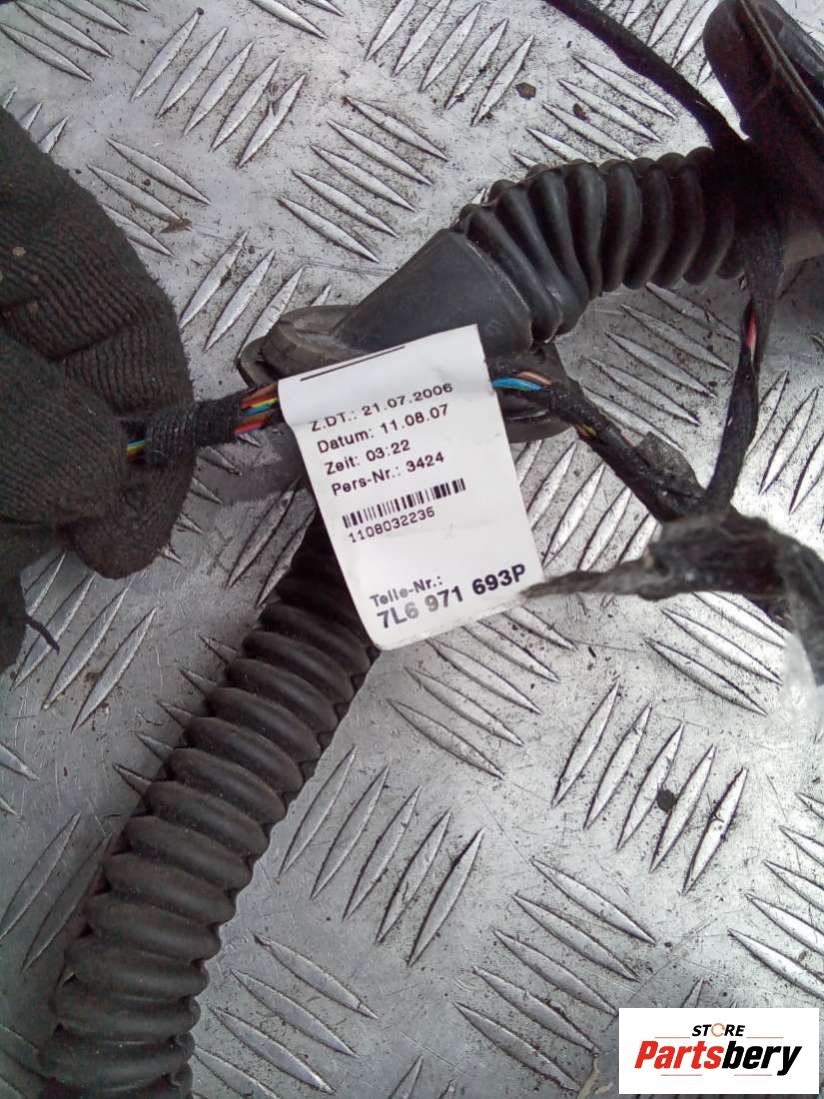 Z.DT.: 21.07.2006
Datum: 11.08.07
Zeit: 03:22
Pers-Nr.: 3424
1108032236
Teile-Nr.:
7L6 971 693P
STORE
Partsbery